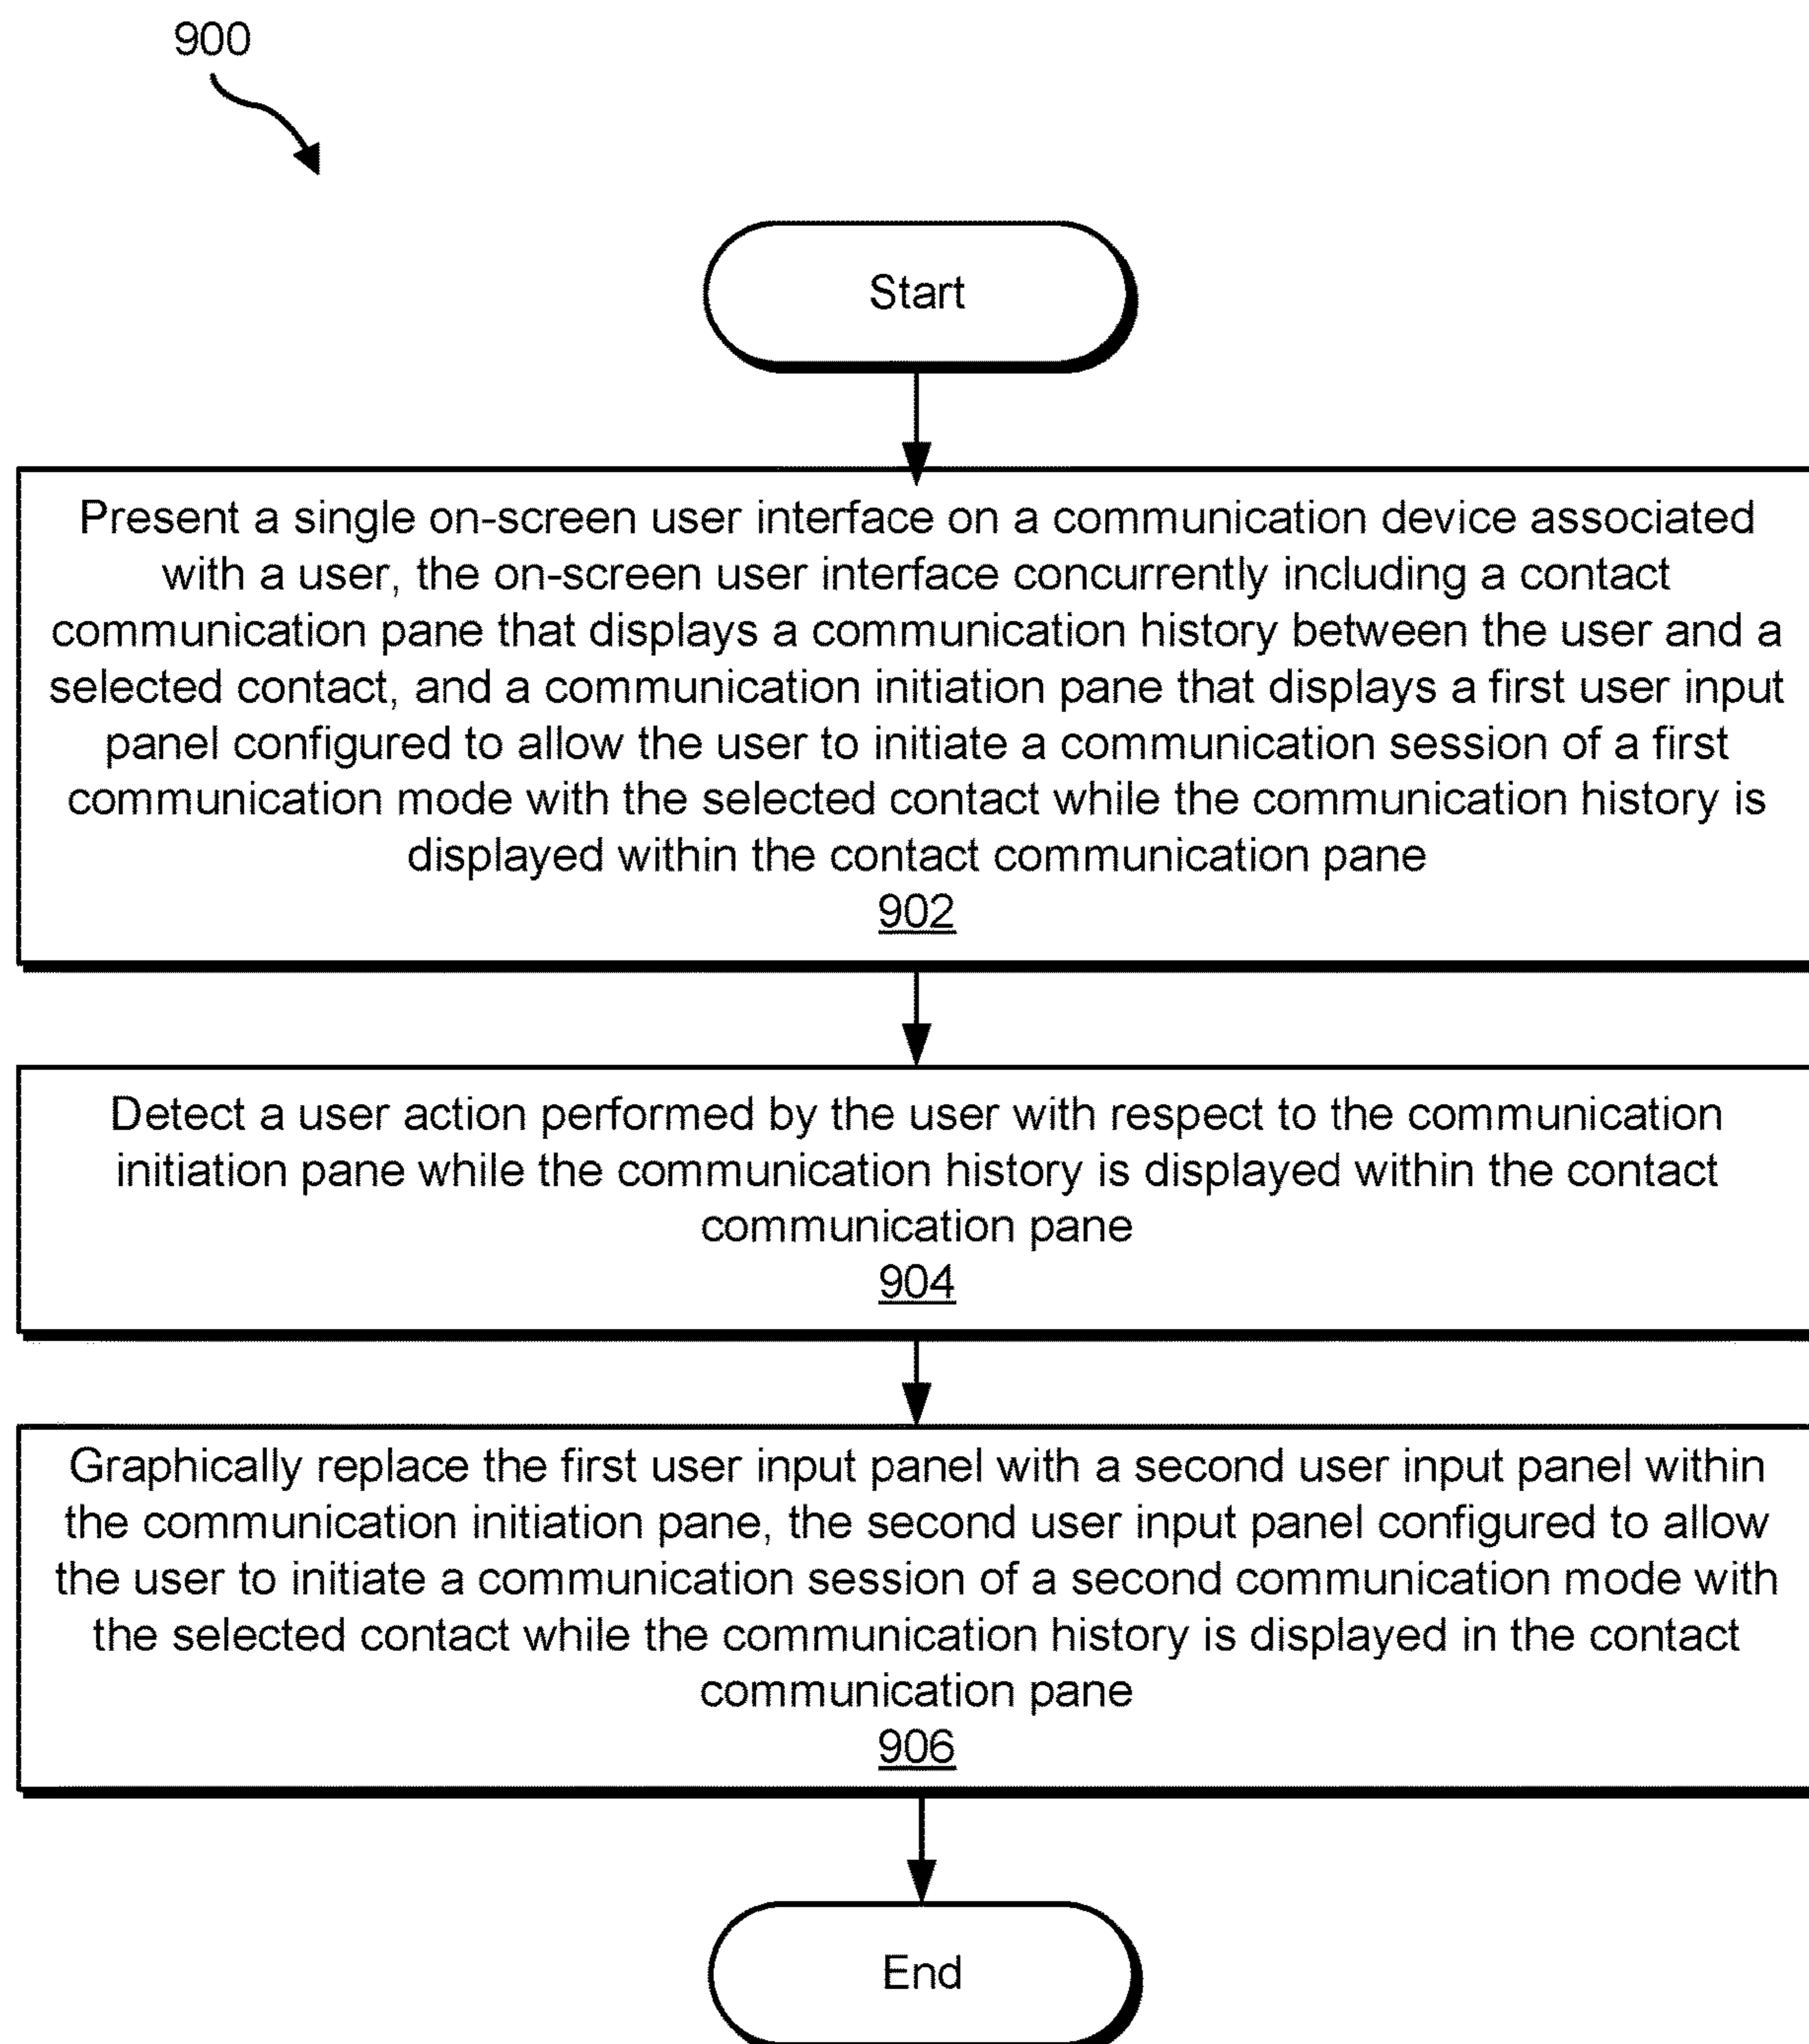 900
Start
Present a single on-screen user interface on a communication device associated
with a user, the on-screen user interface concurrently including a contact
communication pane that displays a communication history between the user and a
selected contact, and a communication initiation pane that displays a first user input
panel configured to allow the user to initiate a communication session of a first
communication mode with the selected contact while the communication history is
displayed within the contact communication pane
902
Detect a user action performed by the user with respect to the communication
initiation pane while the communication history is displayed within the contact
communication pane
904
Graphically replace the first user input panel with a second user input panel within
the communication initiation pane, the second user input panel configured to allow
the user to initiate a communication session of a second communication mode with
the selected contact while the communication history is displayed in the contact
communication pane
906
End